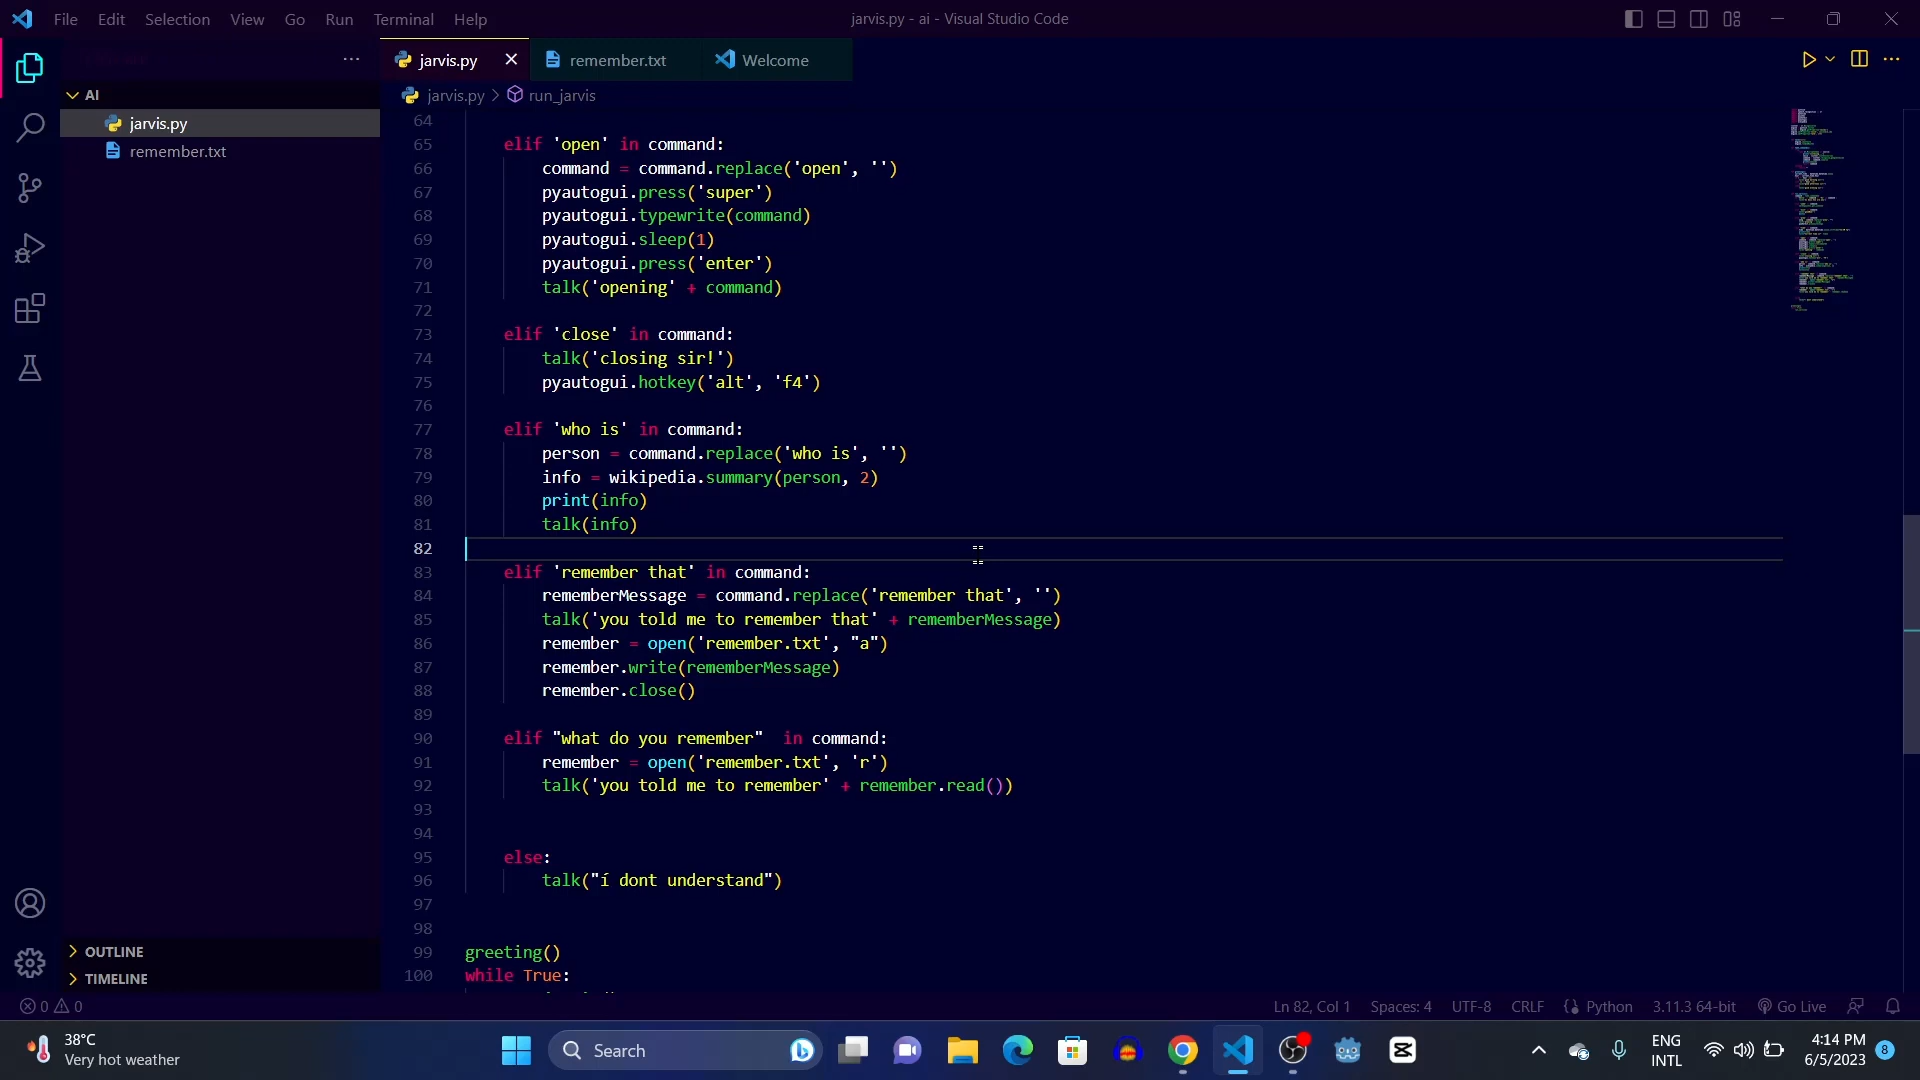 File Edit Selection View Go Run Terminal Help
jarvis.py - ai - Visual Studio Code
jarvis.py
remember.txt
Welcome
AI
jarvis.py
remember.txt
OUTLINE
TIMELINE
jarvis.py > run_jarvis
64
65 elif 'open' in command:
66 command = command.replace('open', '')
67 pyautogui.press('super')
68 pyautogui.typewrite(command)
69 pyautogui.sleep(1)
70 pyautogui.press('enter')
71 talk('opening' + command)
72
73 elif 'close' in command:
74 talk('closing sir!')
75 pyautogui.hotkey('alt', 'f4')
76
77 elif 'who is' in command:
78 person = command.replace('who is', '')
79 info = wikipedia.summary(person, 2)
80 print(info)
81 talk(info)
82
83 elif 'remember that' in command:
84 rememberMessage = command.replace('remember that', '')
85 talk('you told me to remember that' + rememberMessage)
86 remember = open('remember.txt', "a")
87 remember.write(rememberMessage)
88 remember.close()
89
90 elif "what do you remember"  in command:
91 remember = open('remember.txt', 'r')
92 talk('you told me to remember' + remember.read())
93
94
95 else:
96 talk("í dont understand")
97
98
99 greeting()
100 while True:
0 0
Ln 82, Col 1 Spaces: 4 UTF-8 CRLF Python 3.11.3 64-bit Go Live
38°C
Very hot weather
Search
ENG
INTL
4:14 PM
6/5/2023
8